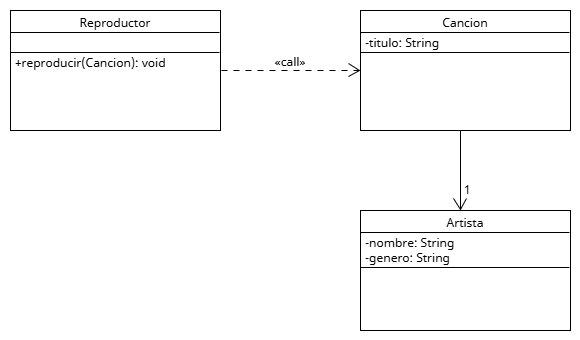 Reproductor
+reproducir(Cancion): void
«call»
Cancion
-titulo: String
1
Artista
-nombre: String
-genero: String